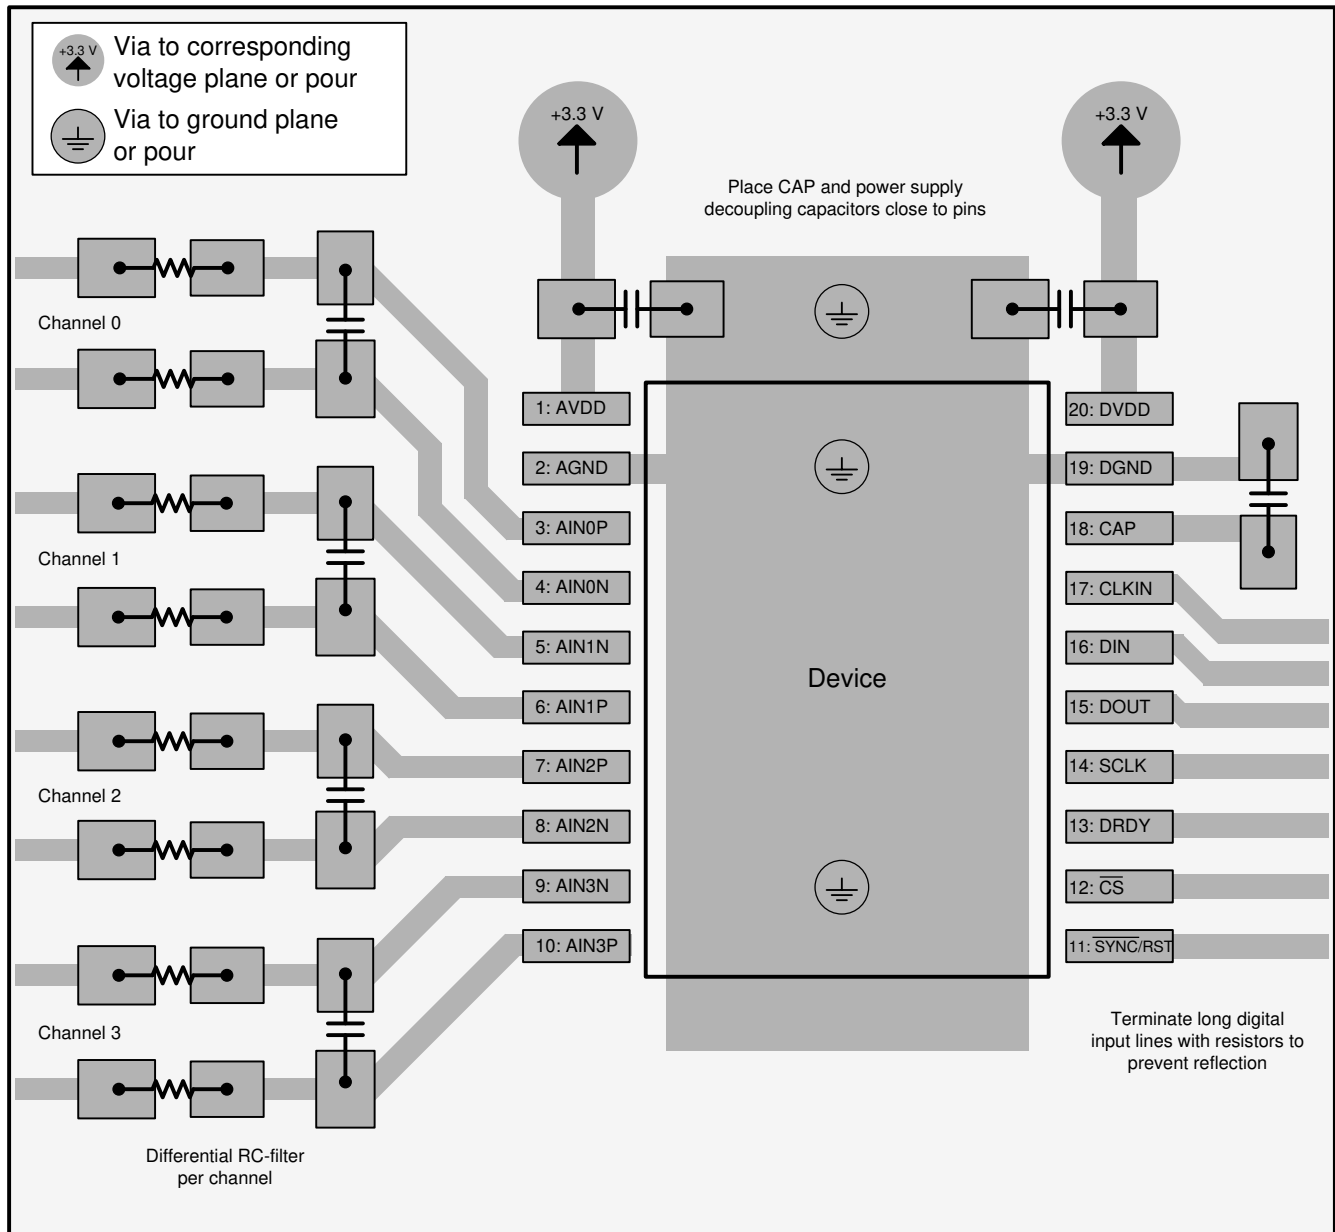 +3.3 V
Via to corresponding
voltage plane or pour
Via to ground plane
or pour
+3.3 V
+3.3 V
Place CAP and power supply
decoupling capacitors close to pins
Channel 0
Channel 1
Channel 2
Channel 3
1: AVDD
2: AGND
3: AIN0P
4: AIN0N
5: AIN1N
6: AIN1P
7: AIN2P
8: AIN2N
9: AIN3N
10: AIN3P
Device
20: DVDD
19: DGND
18: CAP
17: CLKIN
16: DIN
15: DOUT
14: SCLK
13: DRDY
12: C̅S̅
11: S̅Y̅N̅C̅/RST
Terminate long digital
input lines with resistors to
prevent reflection
Differential RC-filter
per channel